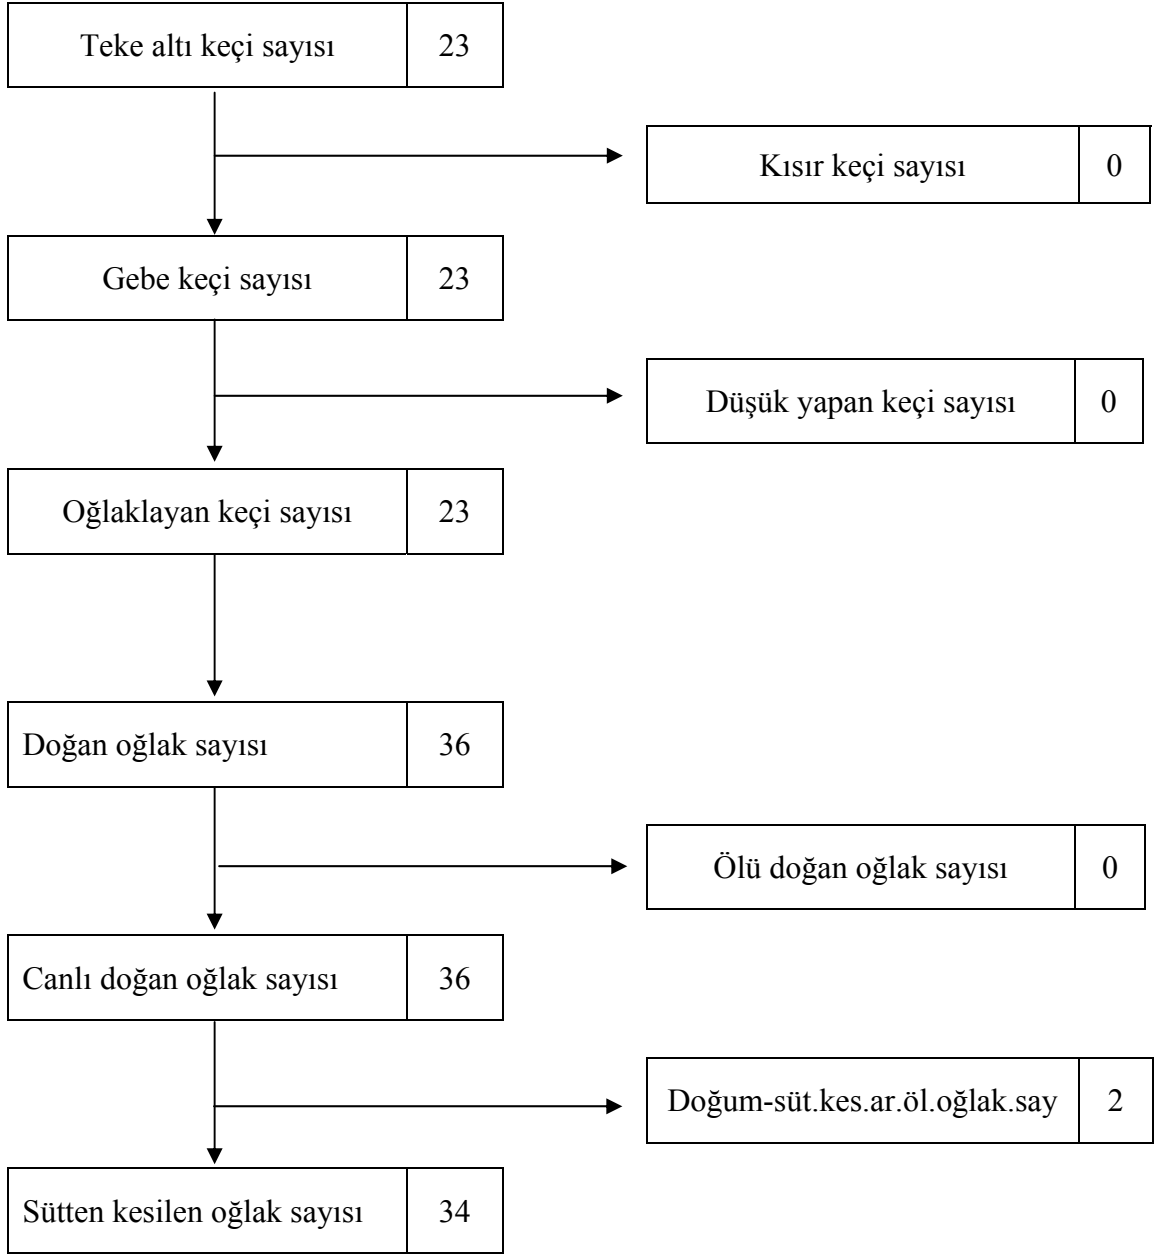 Teke altı keçi sayısı 23
Kısır keçi sayısı 0
Gebe keçi sayısı 23
Düşük yapan keçi sayısı 0
Oğlaklayan keçi sayısı 23
Doğan oğlak sayısı 36
Ölü doğan oğlak sayısı 0
Canlı doğan oğlak sayısı 36
Doğum-süt.kes.ar.öl.oğlak.say 2
Sütten kesilen oğlak sayısı 34